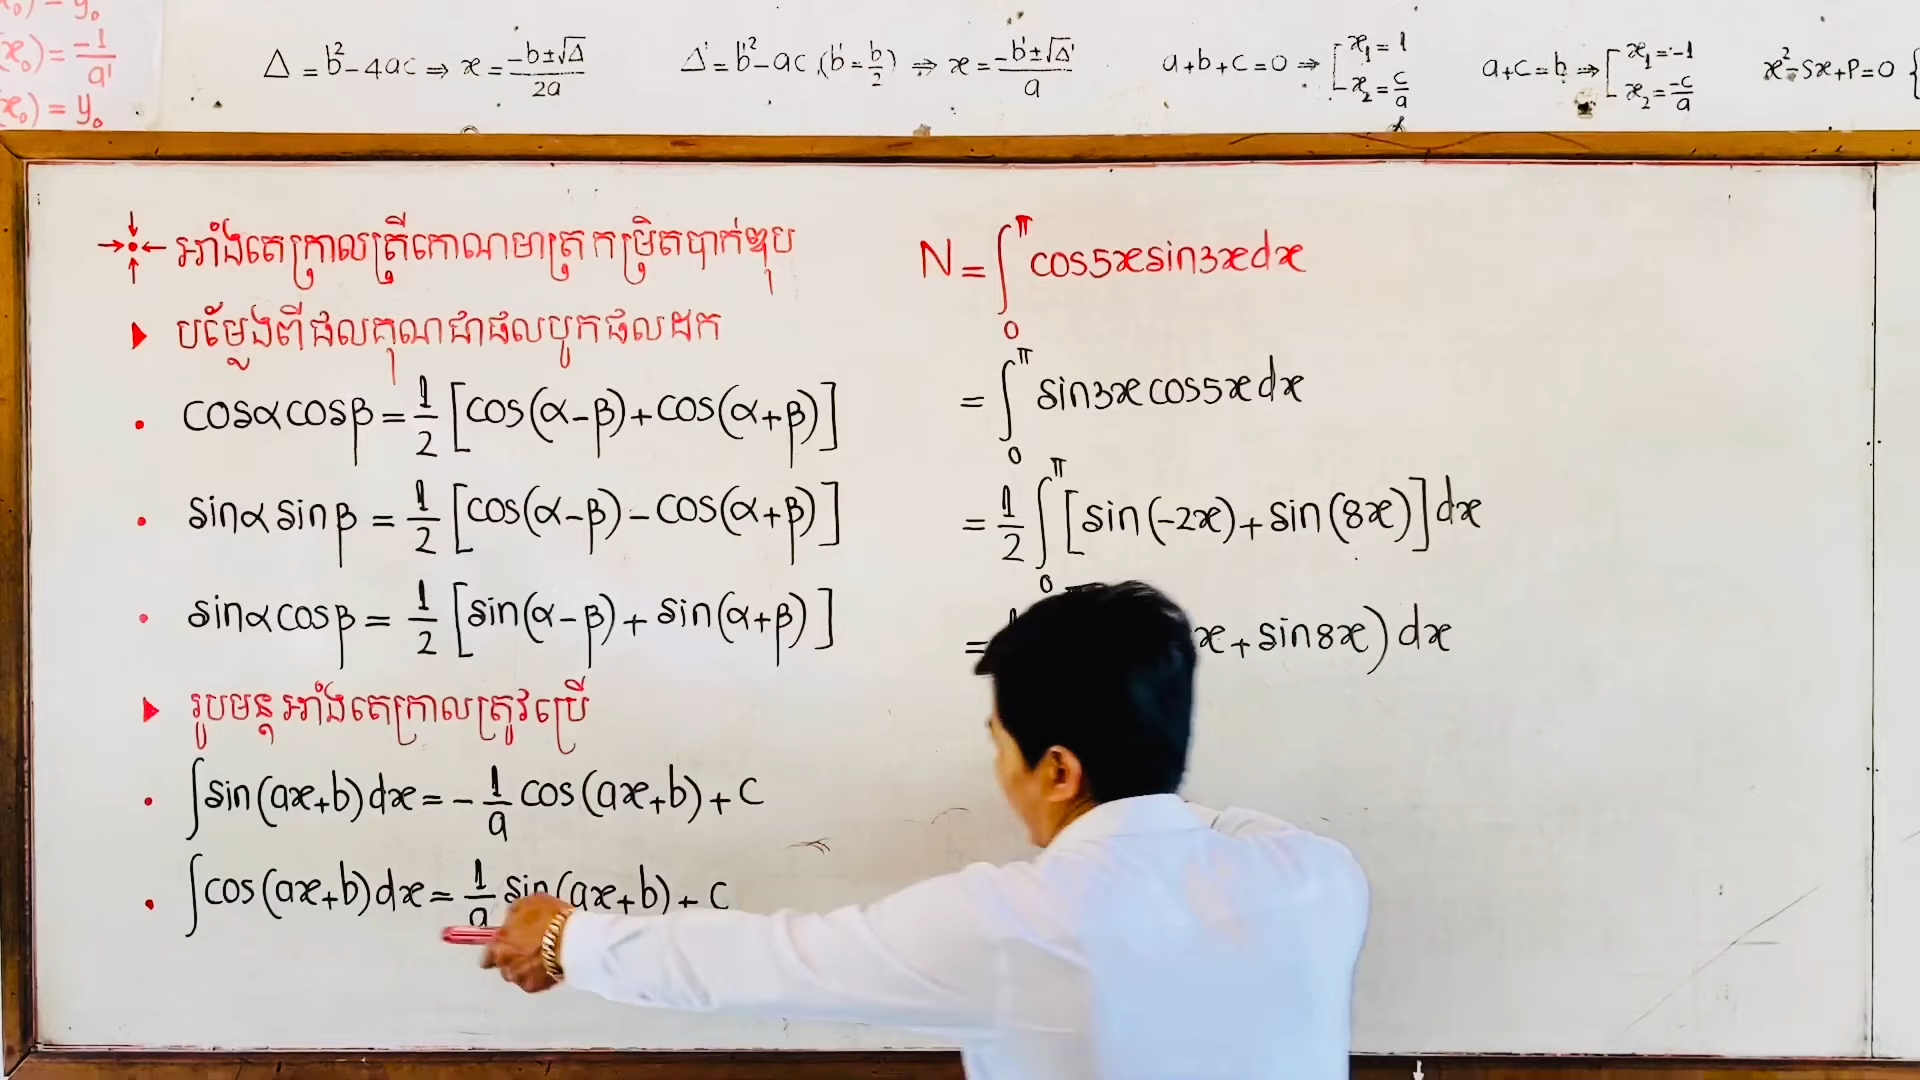 x₀) = y₀
(x₀) = -1/a'
(x₀) = y₀
Δ = b² - 4ac ⇒ x = (-b±√Δ)/2a
Δ' = b'² - ac, (b' = b/2) ⇒ x = (-b'±√Δ')/a
a+b+c=0 ⇒ [x₁ = 1
x₂ = c/a
a+c=b ⇒ [x₁ = -1
x₂ = -c/a
x² - Sx + P = 0 {
អាំងតេក្រាលត្រីកោណមាត្រកម្រិតបាក់ឌុប
បម្លែងពីផលគុណជាផលបូកផលដក
• cosα cosβ = 1/2 [cos(α-β) + cos(α+β)]
• sinα sinβ = 1/2 [cos(α-β) - cos(α+β)]
• sinα cosβ = 1/2 [sin(α-β) + sin(α+β)]
រូបមន្តអាំងតេក្រាលត្រូវប្រើ
• ∫sin(ax+b)dx = -1/a cos(ax+b) + c
• ∫cos(ax+b)dx = 1/a sin(ax+b) + c
N = ∫₀^π cos5x sin3x dx
= ∫₀^π sin3x cos5x dx
= 1/2 ∫₀^π [sin(-2x) + sin(8x)] dx
= x + sin8x) dx